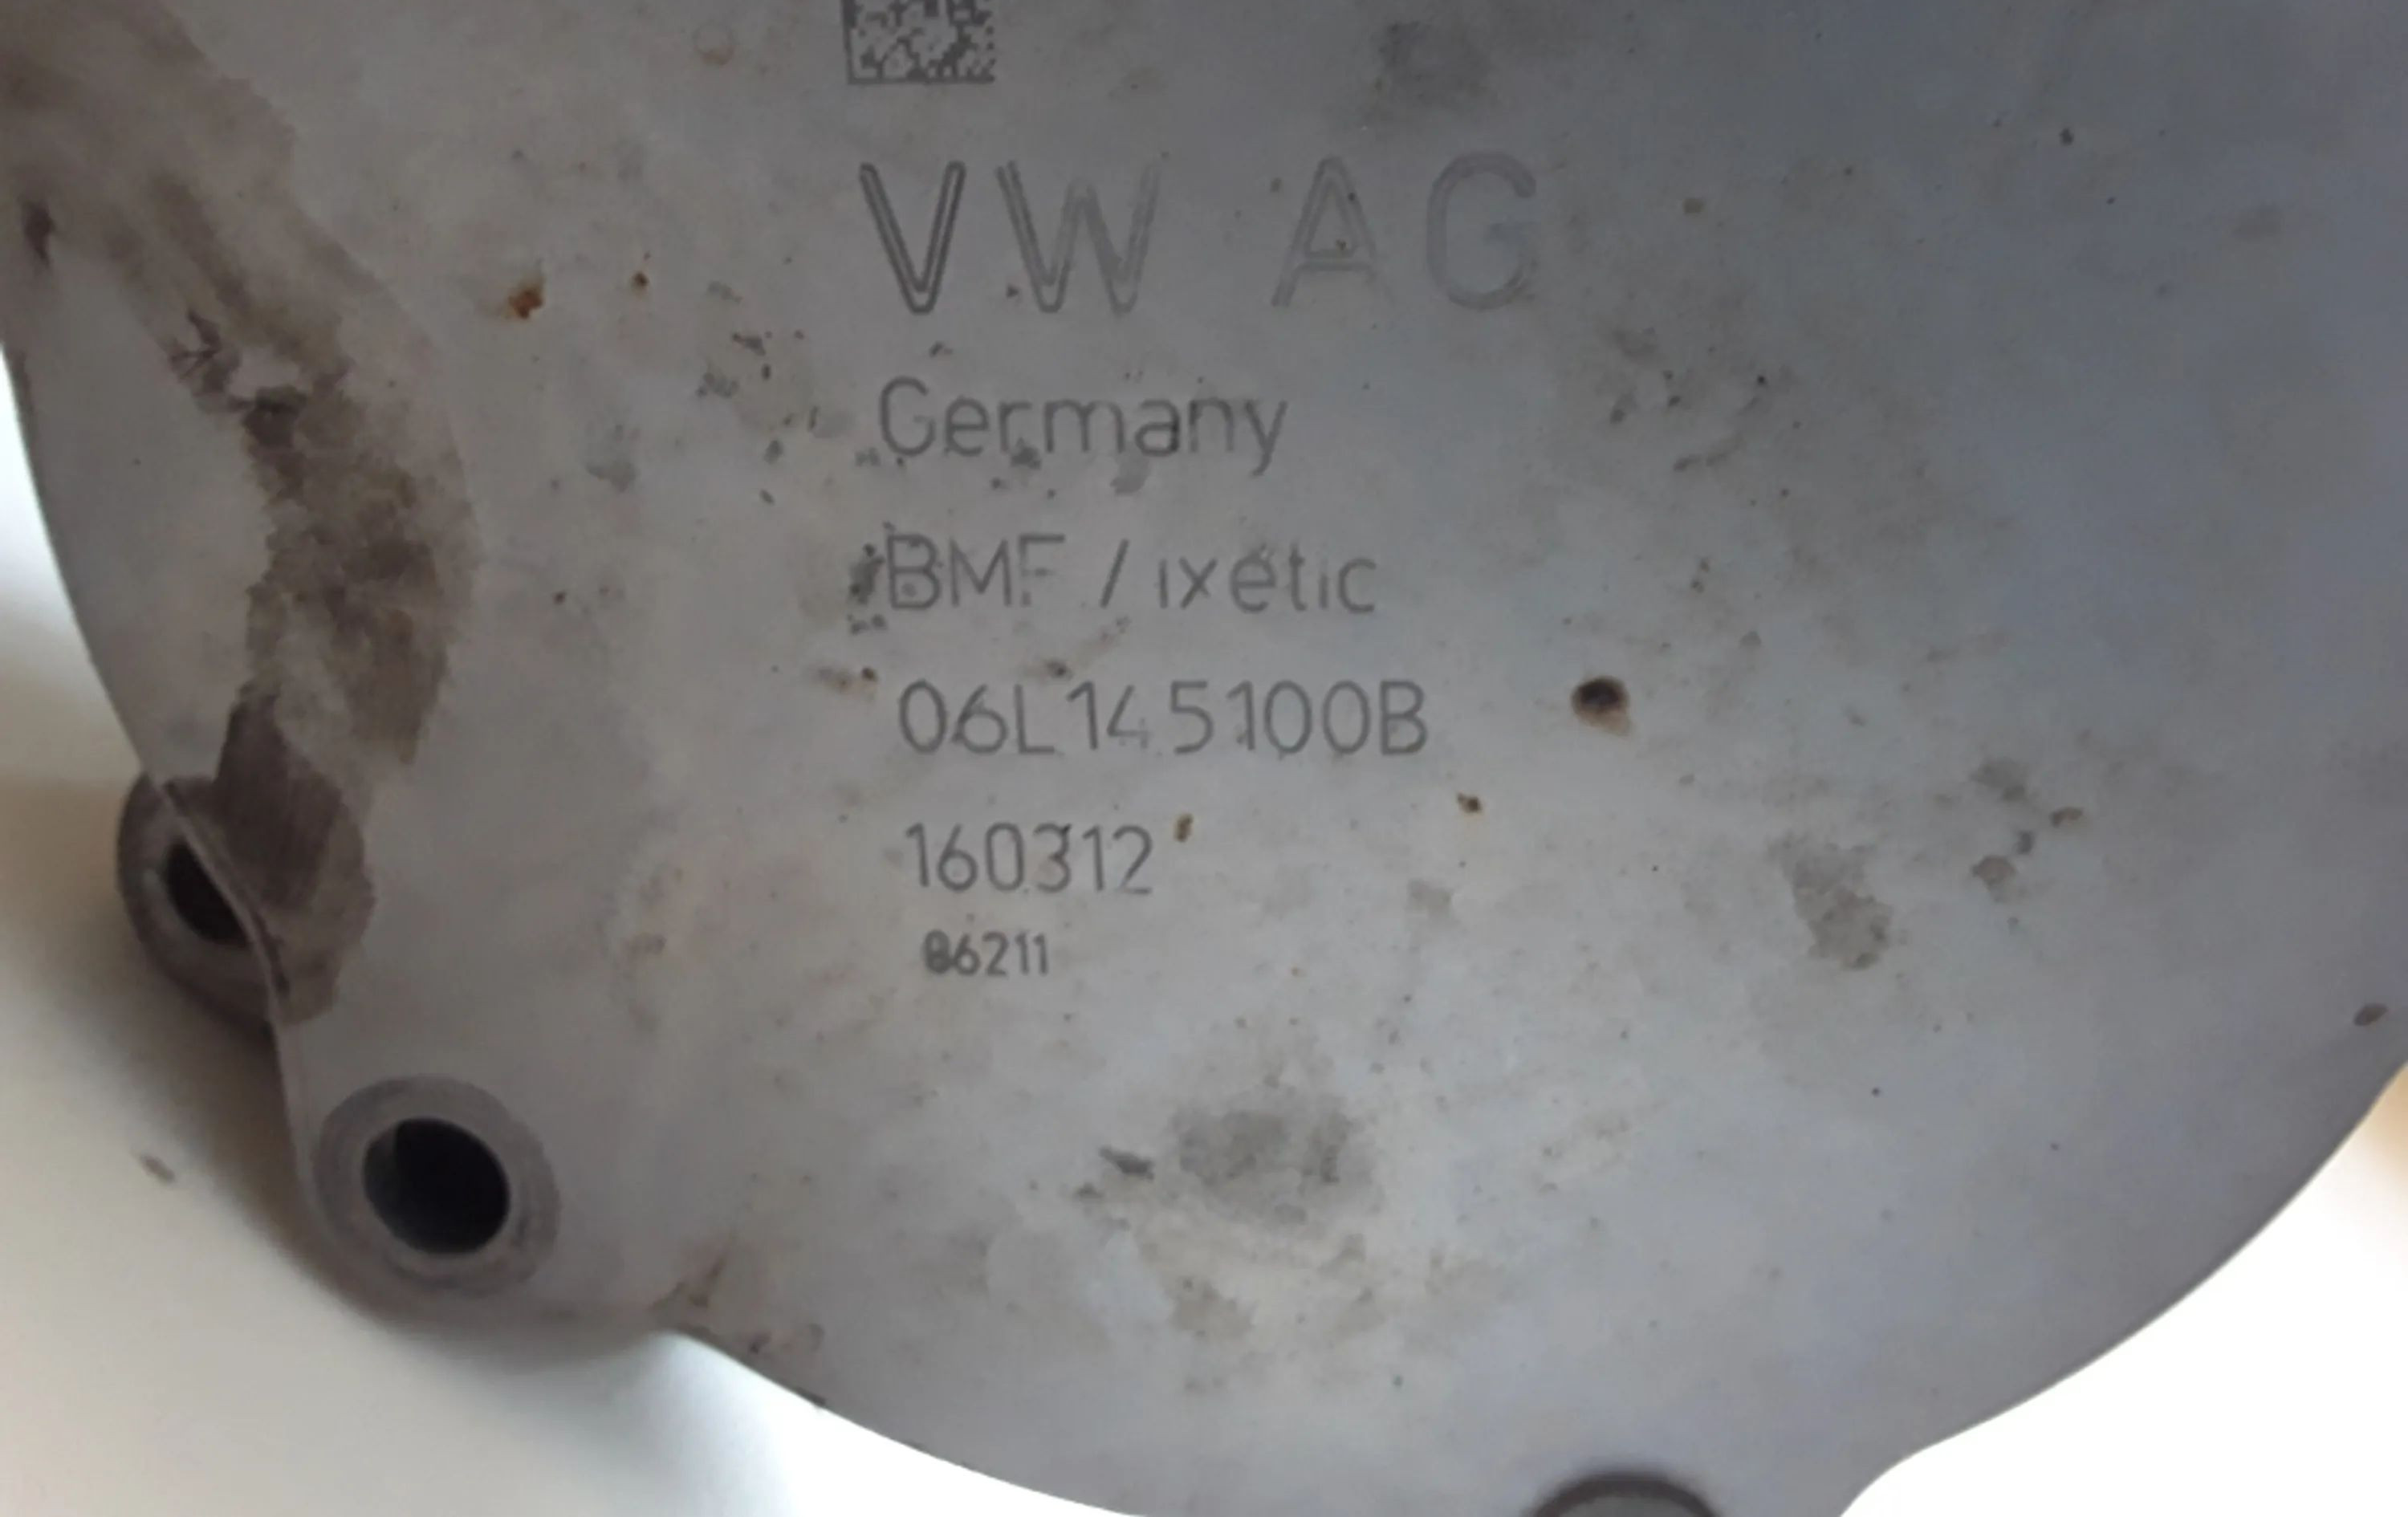 VW AG
Germany
BMF / ixetic
06L145100B
160312
86211